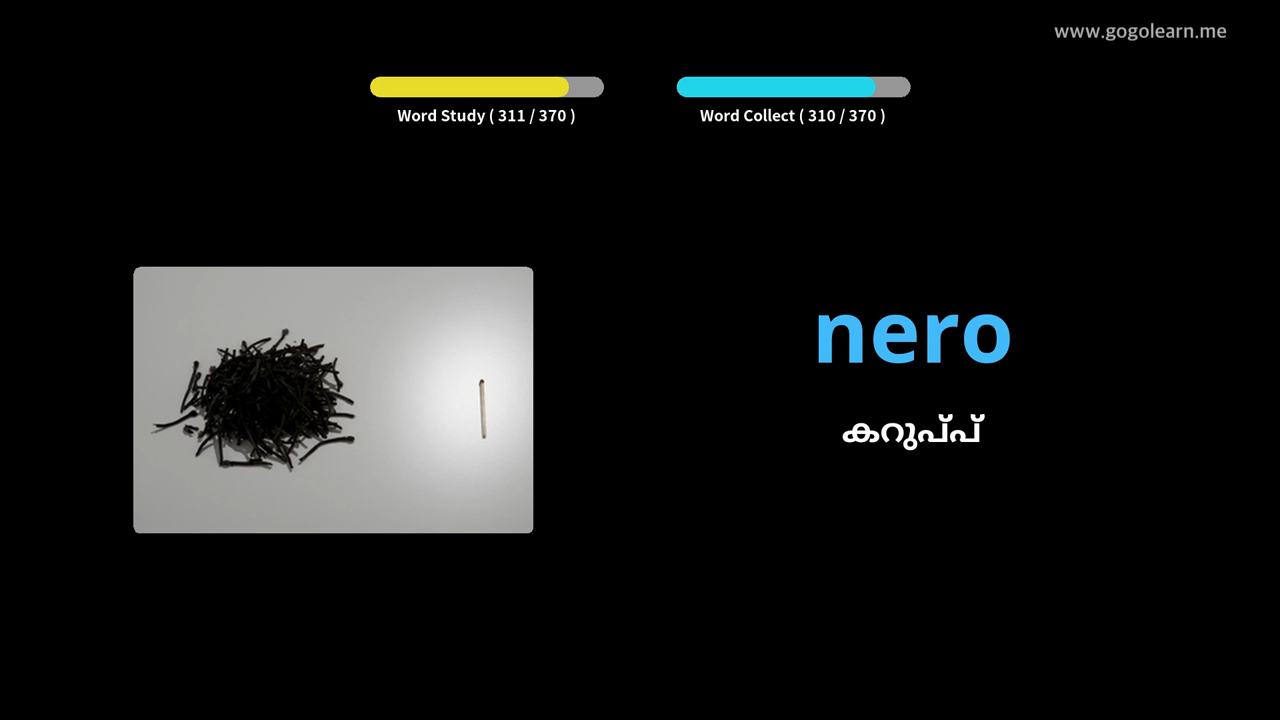 www.gogolearn.me
Word Study ( 311 / 370 )
Word Collect ( 310 / 370 )
nero
കറുപ്പ്